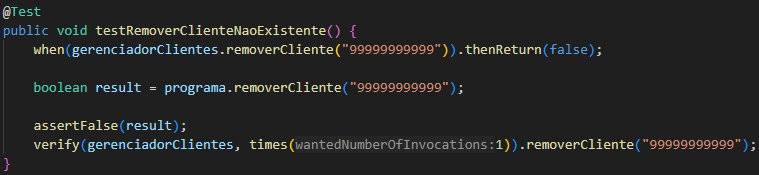 @Test
public void testRemoverClienteNaoExistente() {
    when(gerenciadorClientes.removerCliente("99999999999")).thenReturn(false);

    boolean result = programa.removerCliente("99999999999");

    assertFalse(result);
    verify(gerenciadorClientes, times(wantedNumberOfInvocations:1)).removerCliente("99999999999");
}